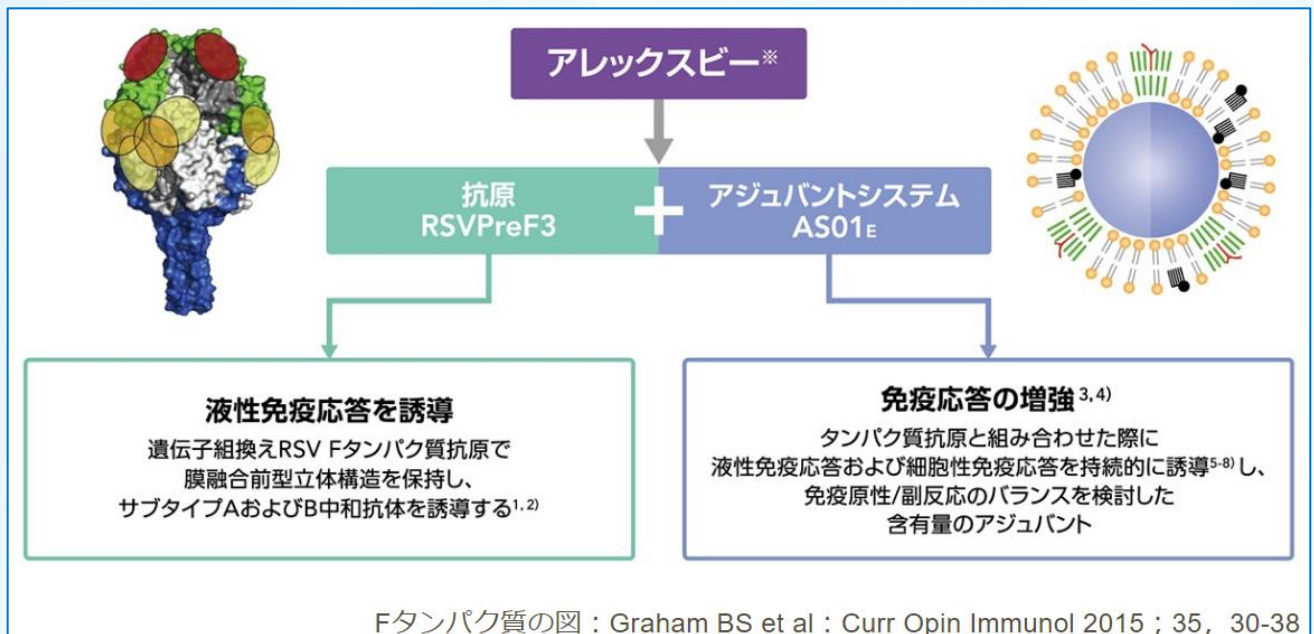 アレックスビー※
抗原
RSVPreF3
+
アジュバントシステム
AS01E
液性免疫応答を誘導
遺伝子組換えRSV Fタンパク質抗原で
膜融合前型立体構造を保持し、
サブタイプAおよびB中和抗体を誘導する1, 2)
免疫応答の増強3, 4)
タンパク質抗原と組み合わせた際に
液性免疫応答および細胞性免疫応答を持続的に誘導5-8)し、
免疫原性/副反応のバランスを検討した
含有量のアジュバント
Fタンパク質の図：Graham BS et al：Curr Opin Immunol 2015；35，30-38